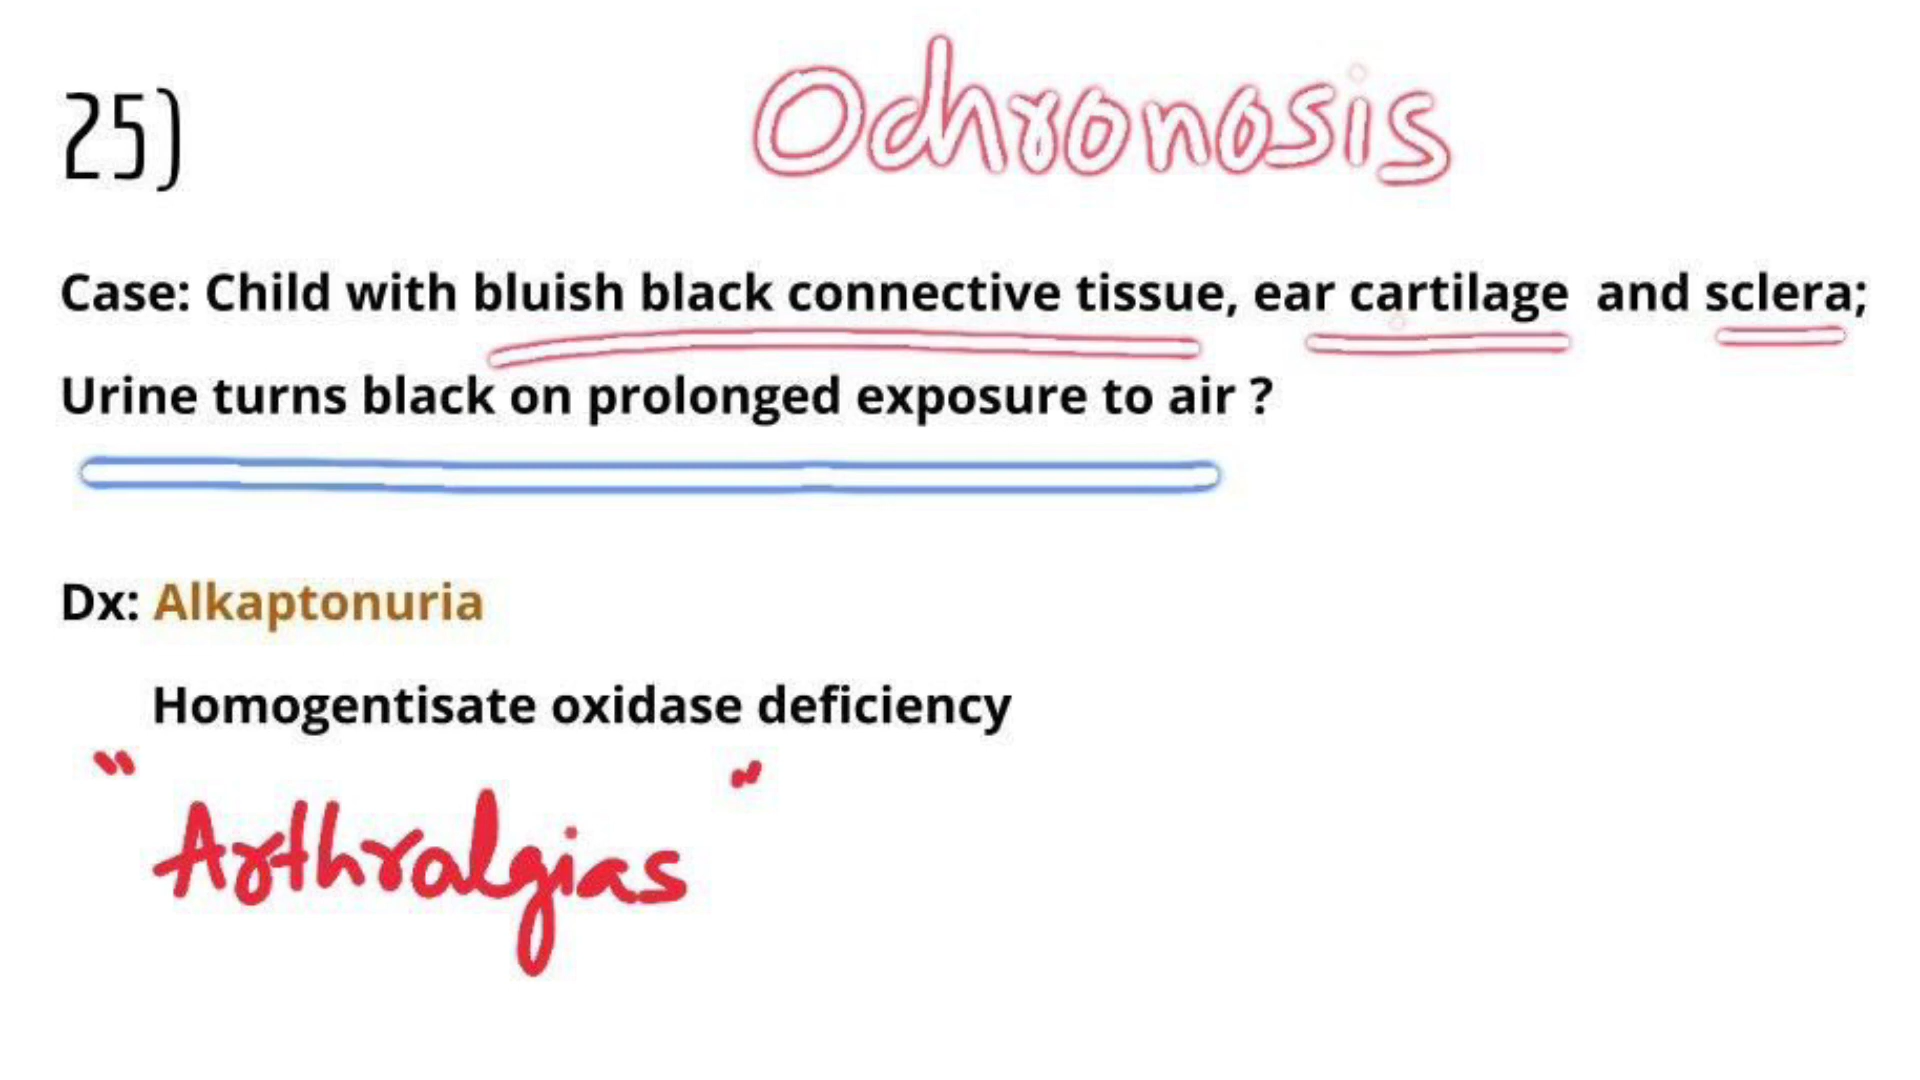 Ochronosis
25)
Case: Child with bluish black connective tissue, ear cartilage and sclera;
Urine turns black on prolonged exposure to air ?
Dx: Alkaptonuria
Homogentisate oxidase deficiency
"Arthralgias"